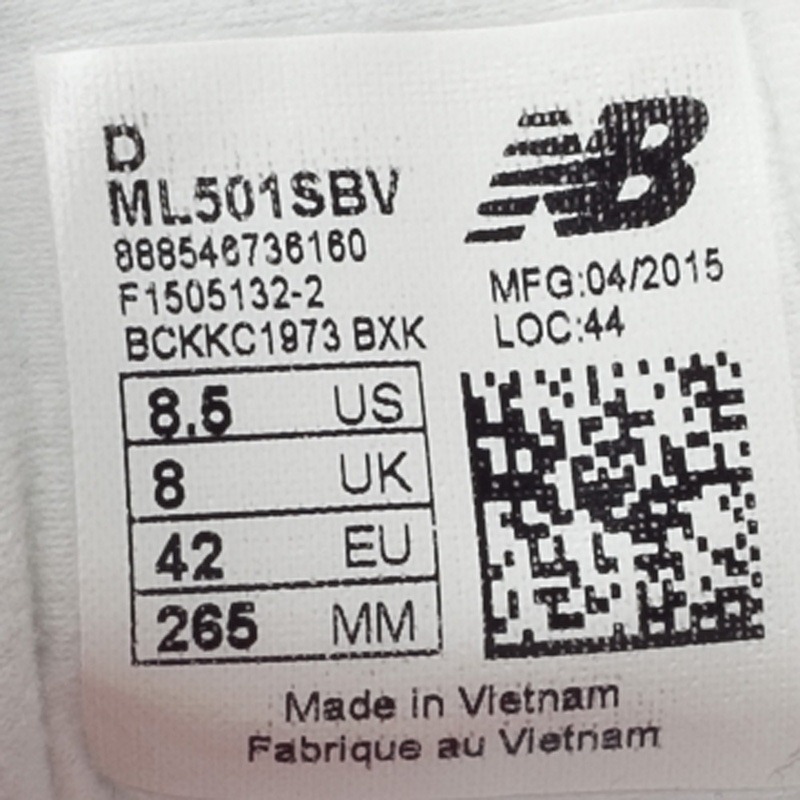 D
ML501SBV
888546736160
F1505132-2
BCKKC1973 BXK
NB
MFG:04/2015
LOC:44
8.5 US
8 UK
42 EU
265 MM
Made in Vietnam
Fabrique au Vietnam